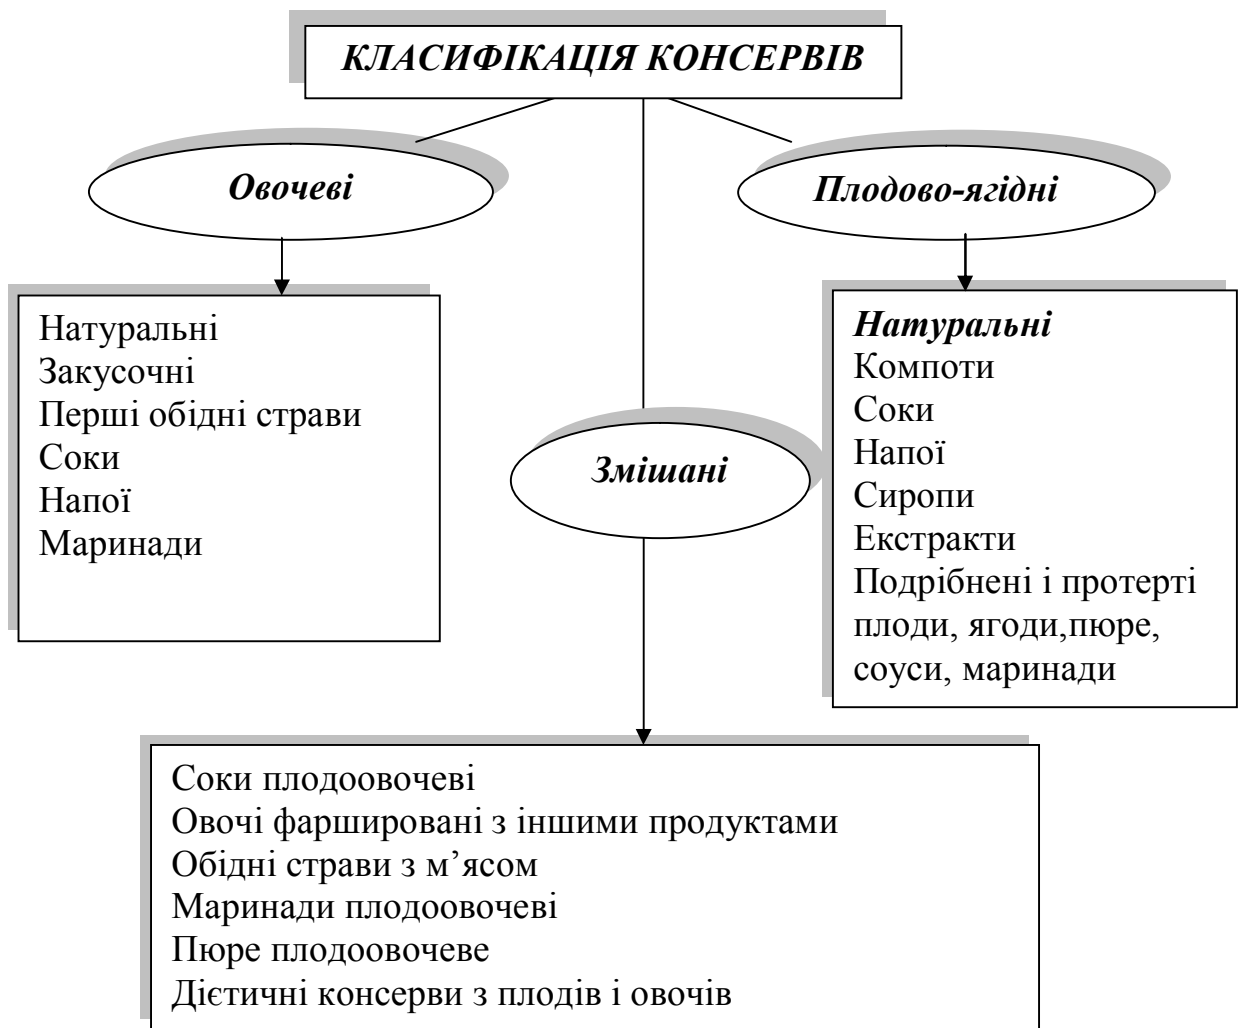 КЛАСИФІКАЦІЯ КОНСЕРВІВ
Овочеві
Плодово-ягідні
Натуральні
Закусочні
Перші обідні страви
Соки
Напої
Маринади
Змішані
Натуральні
Компоти
Соки
Напої
Сиропи
Екстракти
Подрібнені і протерті
плоди, ягоди,пюре,
соуси, маринади
Соки плодоовочеві
Овочі фаршировані з іншими продуктами
Обідні страви з м’ясом
Маринади плодоовочеві
Пюре плодоовочеве
Дієтичні консерви з плодів і овочів